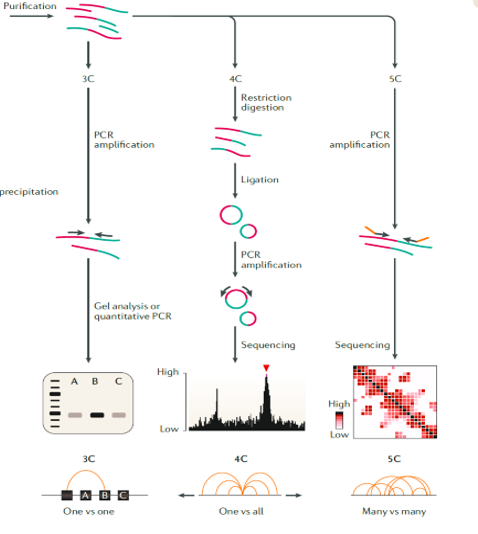 Purification
3C
4C
5C
Restriction
digestion
PCR
amplification
PCR
amplification
Ligation
precipitation
PCR
amplification
Gel analysis or
quantitative PCR
Sequencing
Sequencing
High
Low
A B C
High
Low
3C
4C
5C
A B C
One vs one
One vs all
Many vs many